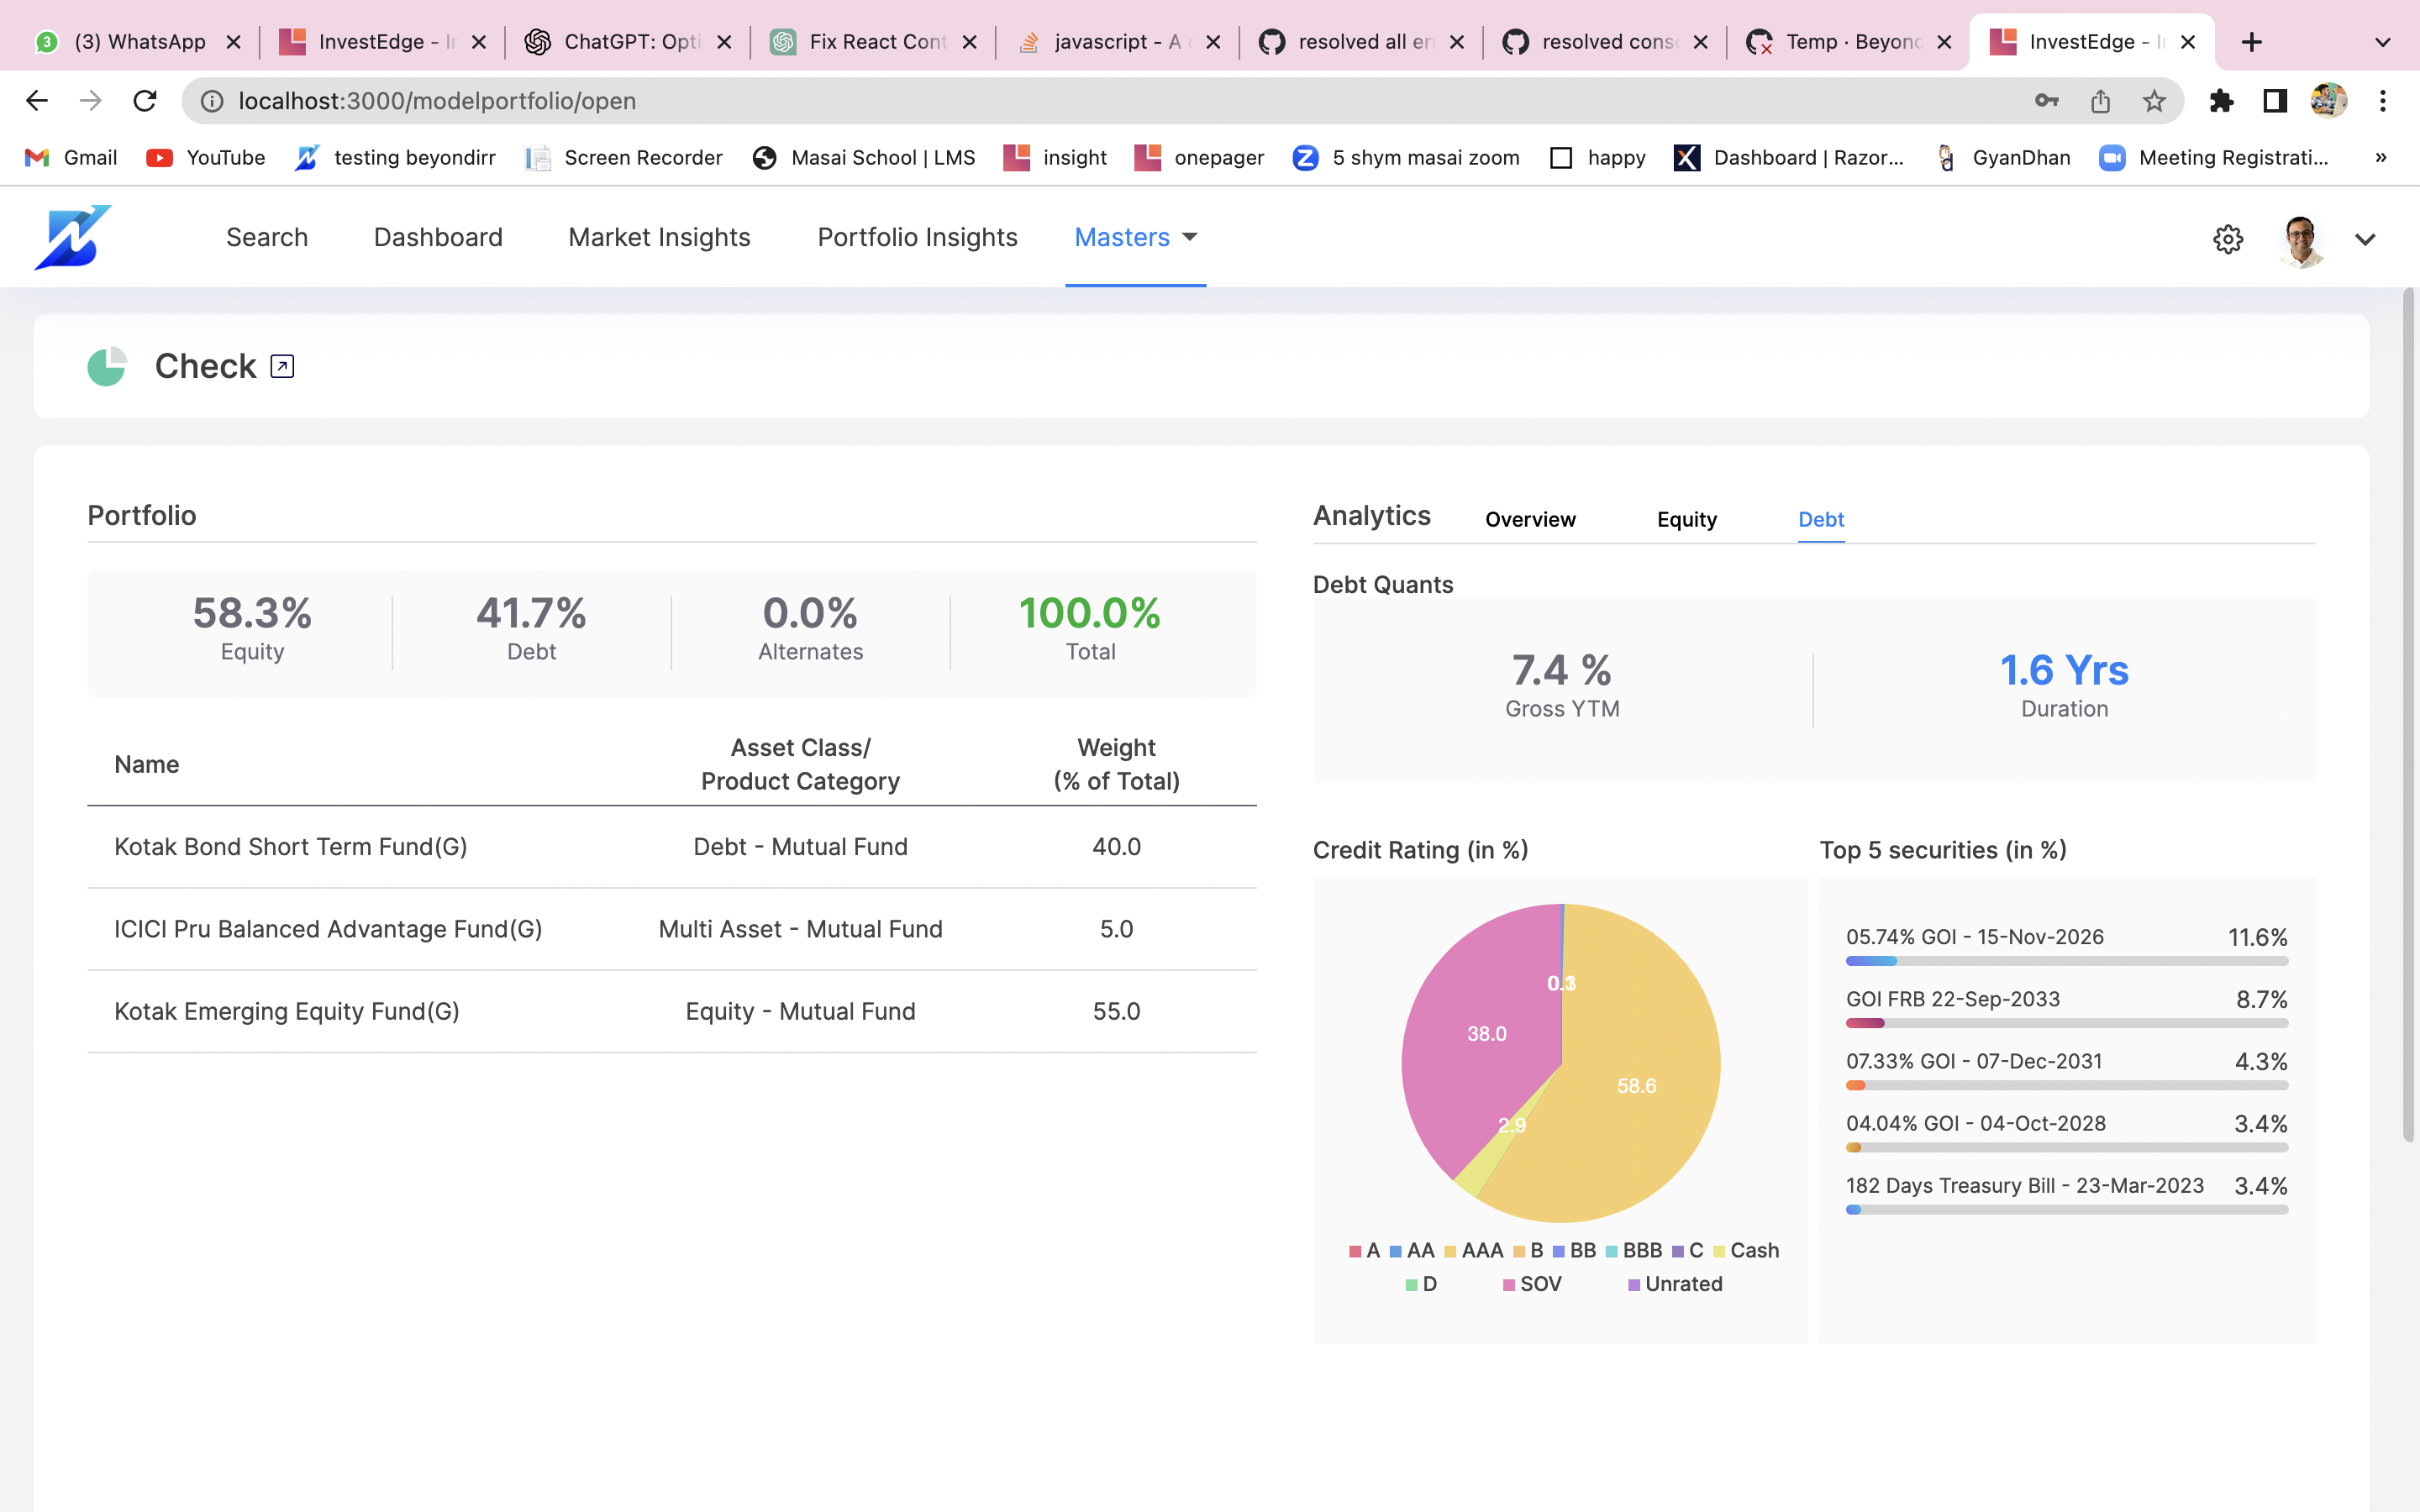 3 (3) WhatsApp InvestEdge - In ChatGPT: Opti Fix React Cont javascript - A resolved all er resolved cons Temp · Beyond InvestEdge - In
localhost:3000/modelportfolio/open
Gmail YouTube testing beyondirr Screen Recorder Masai School | LMS insight onepager 5 shym masai zoom happy Dashboard | Razor... GyanDhan Meeting Registrati... »
Search Dashboard Market Insights Portfolio Insights Masters
Check
Portfolio
58.3% 41.7% 0.0% 100.0%
Equity Debt Alternates Total
Name Asset Class/ Product Category Weight (% of Total)
Kotak Bond Short Term Fund(G) Debt - Mutual Fund 40.0
ICICI Pru Balanced Advantage Fund(G) Multi Asset - Mutual Fund 5.0
Kotak Emerging Equity Fund(G) Equity - Mutual Fund 55.0
Analytics Overview Equity Debt
Debt Quants
7.4 % 1.6 Yrs
Gross YTM Duration
Credit Rating (in %)
38.0
58.6
2.9
A AA AAA B BB BBB C Cash
D SOV Unrated
Top 5 securities (in %)
05.74% GOI - 15-Nov-2026 11.6%
GOI FRB 22-Sep-2033 8.7%
07.33% GOI - 07-Dec-2031 4.3%
04.04% GOI - 04-Oct-2028 3.4%
182 Days Treasury Bill - 23-Mar-2023 3.4%